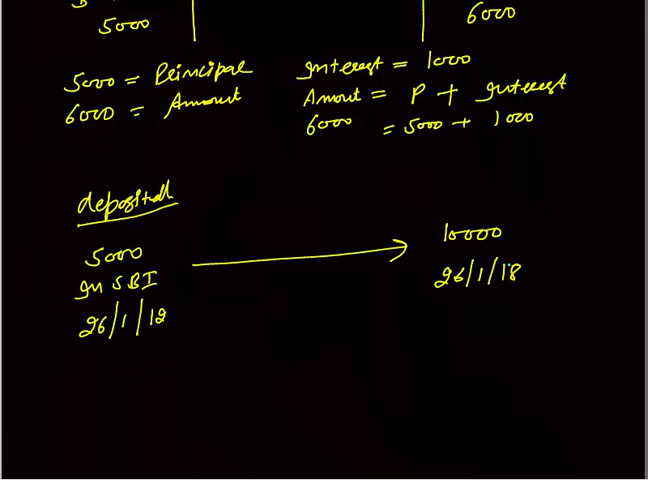 5000 6000
5000 = Principal Interest = 1000
6000 = Amount Amout = P + Interest
6000 = 5000 + 1000
deposited
5000 10000
In SBI 26/1/18
26/1/12